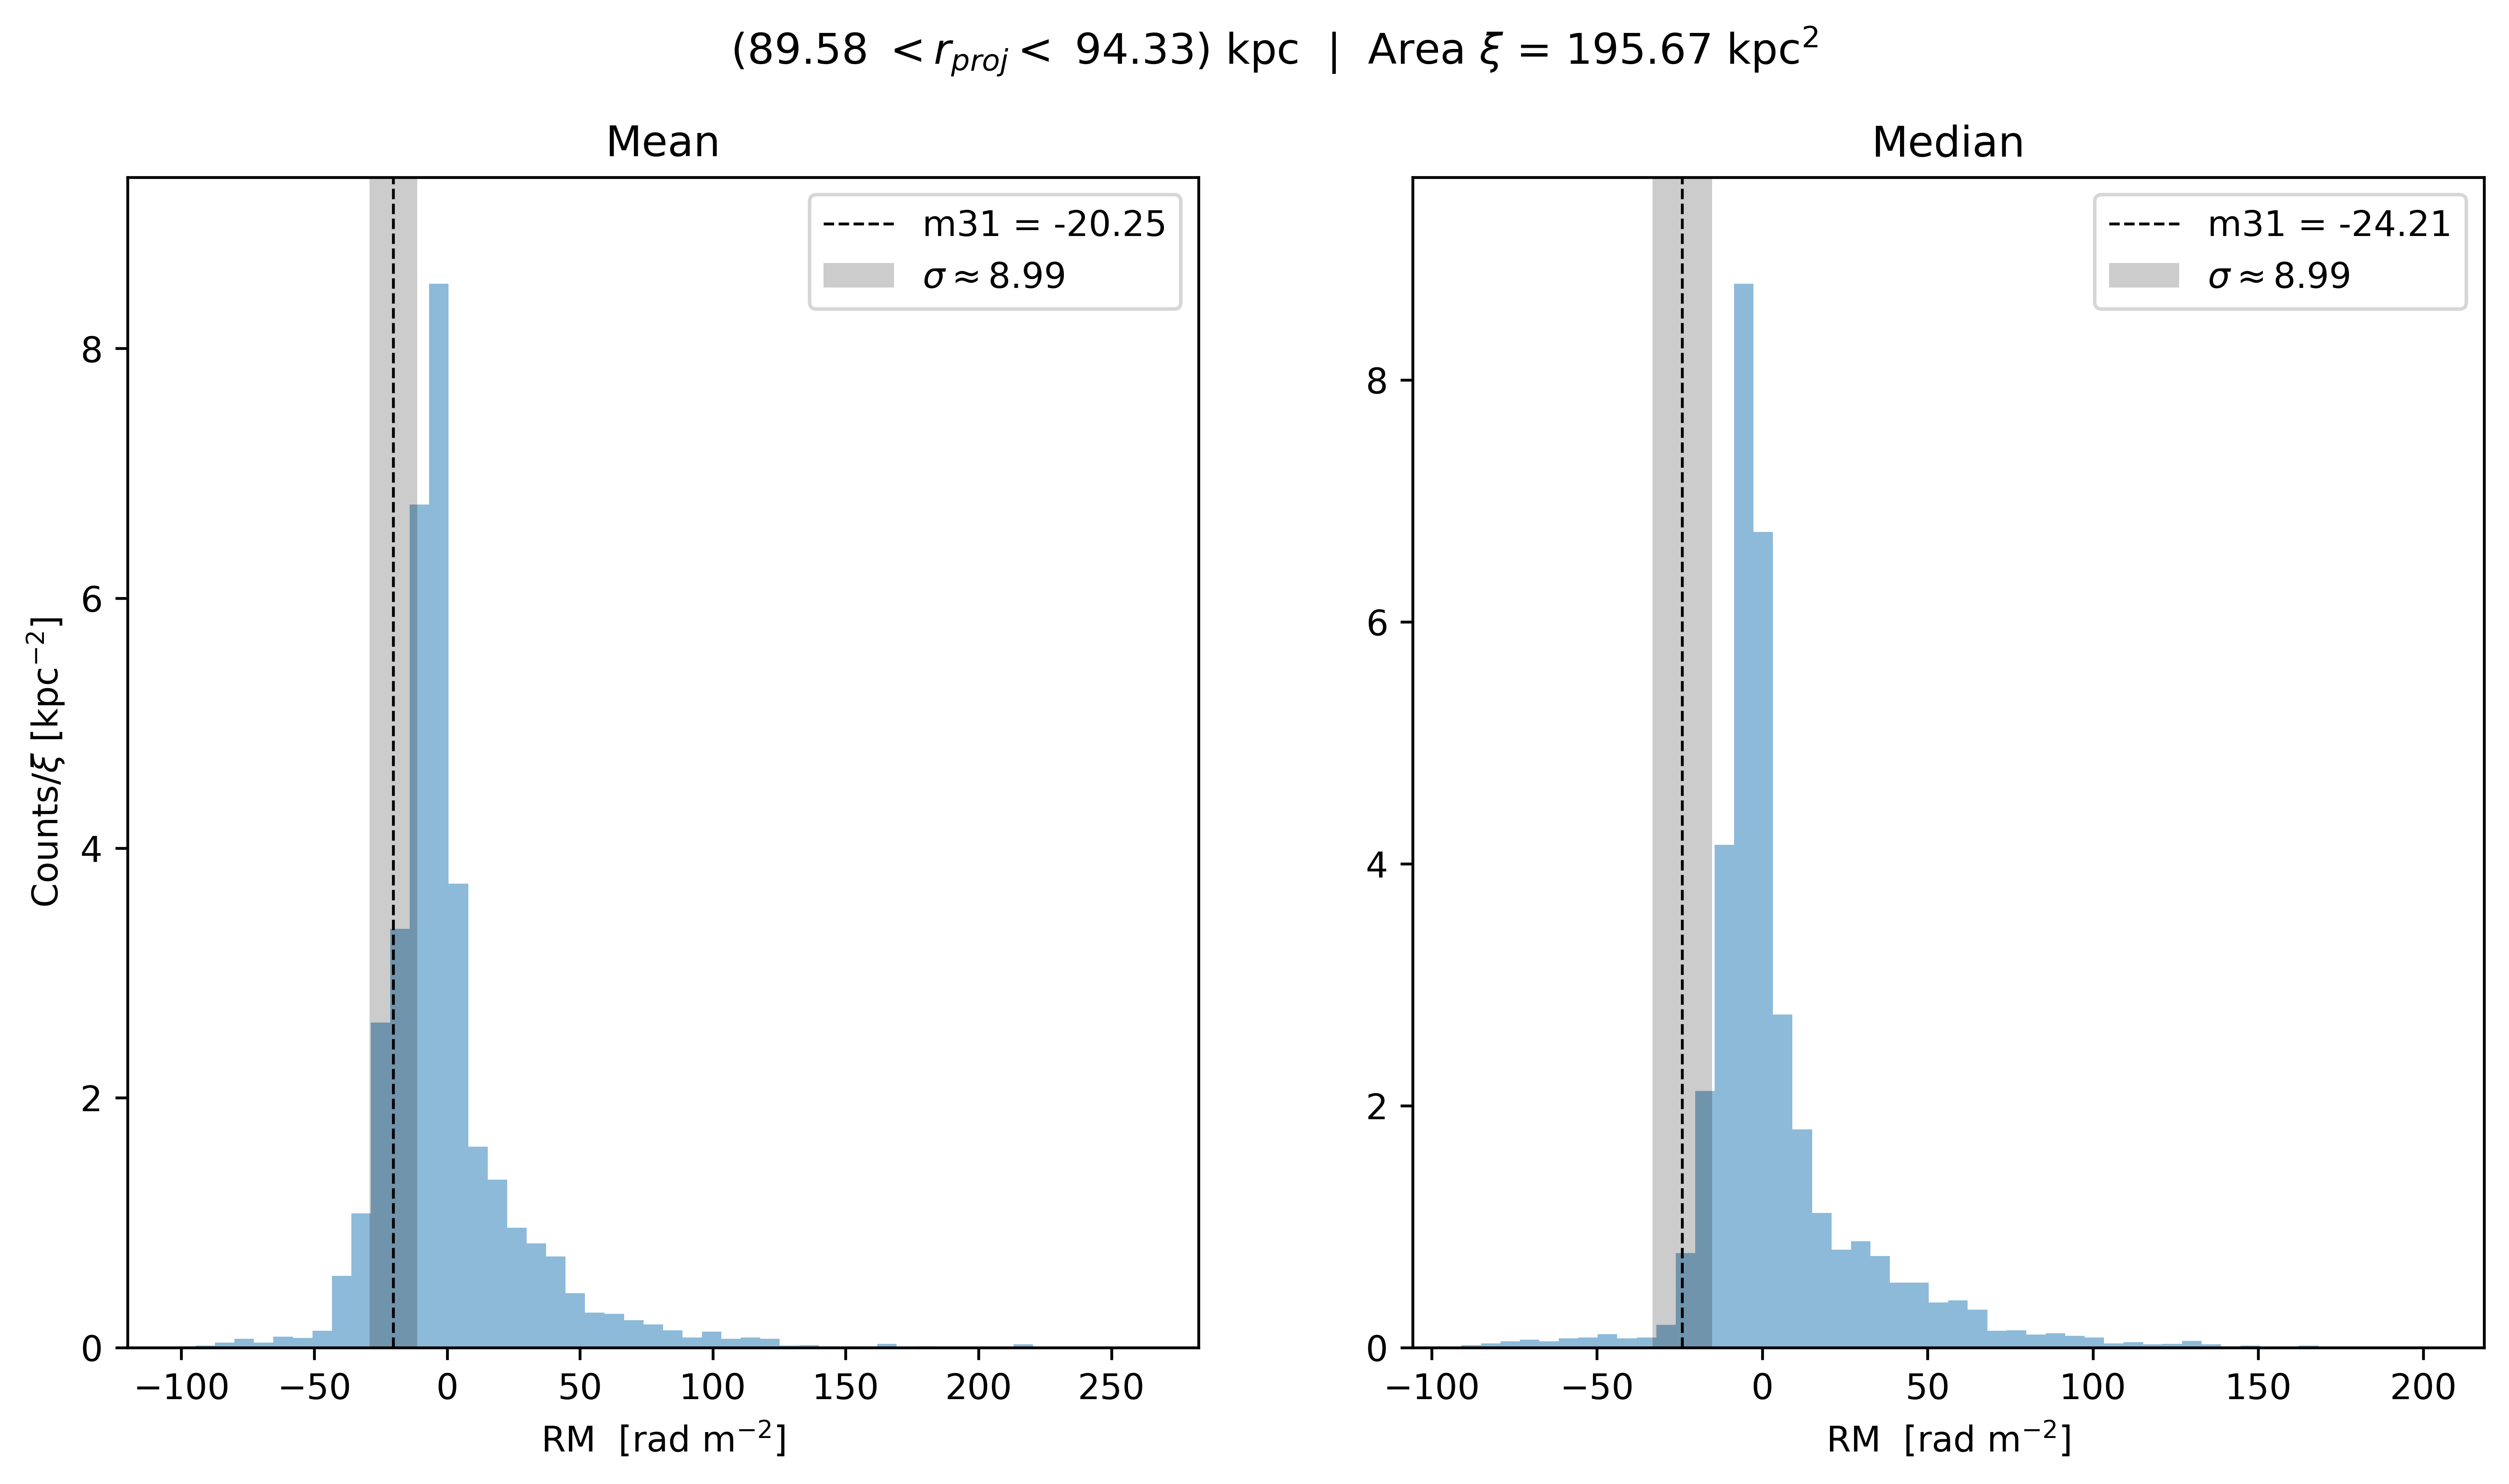 (89.58 < r_proj < 94.33) kpc | Area ξ = 195.67 kpc²
Mean
m31 = -20.25
σ ≈ 8.99
8
6
4
2
0
Counts/ξ [kpc⁻²]
−100 −50 0 50 100 150 200 250
RM [rad m⁻²]
Median
m31 = -24.21
σ ≈ 8.99
8
6
4
2
0
−100 −50 0 50 100 150 200
RM [rad m⁻²]